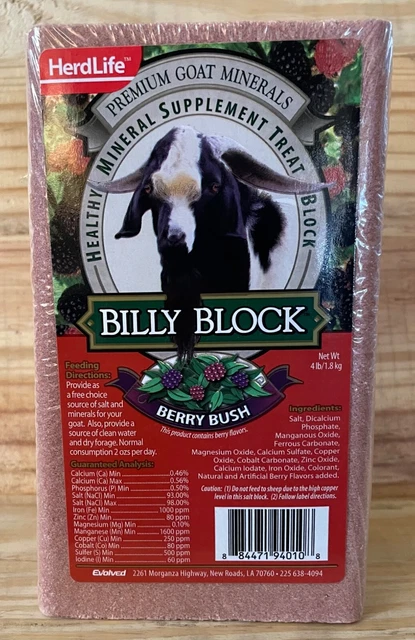 HerdLife™
PREMIUM GOAT MINERALS
HEALTHY MINERAL SUPPLEMENT TREAT BLOCK
BILLY BLOCK
BERRY BUSH
This product contains berry flavors.
Net Wt
4 lb/1.8 kg
Feeding
Directions:
Provide as
a free choice
source of salt and
minerals for your
goat. Also, provide a
source of clean water
and dry forage. Normal
consumption 2 ozs per day.
Guaranteed Analysis:
Calcium (Ca) Min 0.46%
Calcium (Ca) Max 0.56%
Phosphorus (P) Min 0.50%
Salt (NaCl) Min 93.00%
Salt (NaCl) Max 98.00%
Iron (Fe) Min 1000 ppm
Zinc (Zn) Min 80 ppm
Magnesium (Mg) Min 0.10%
Manganese (Mn) Min 1600 ppm
Copper (Cu) Min 250 ppm
Cobalt (Co) Min 80 ppm
Sulfer (S) Min 500 ppm
Iodine (I) Min 60 ppm
Ingredients:
Salt, Dicalcium
Phosphate,
Manganous Oxide,
Ferrous Carbonate,
Magnesium Oxide, Calcium Sulfate, Copper
Oxide, Cobalt Carbonate, Zinc Oxide,
Calcium Iodate, Iron Oxide, Colorant,
Natural and Artificial Berry Flavors added.
Caution: (1) Do not feed to sheep due to the high copper
level in this salt block. (2) Follow label directions.
8 84471 94010 8
Evolved 2261 Morganza Highway, New Roads, LA 70760 • 225 638-4094